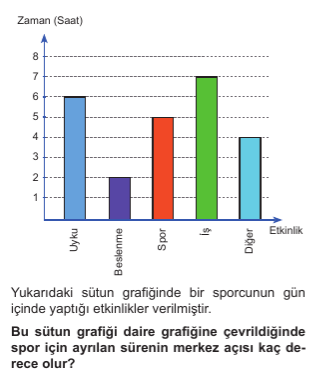 Zaman (Saat)
8
7
6
5
4
3
2
1
Uyku
Beslenme
Spor
İş
Diğer
Etkinlik
Yukarıdaki sütun grafiğinde bir sporcunun gün
içinde yaptığı etkinlikler verilmiştir.
Bu sütun grafiği daire grafiğine çevrildiğinde
spor için ayrılan sürenin merkez açısı kaç de-
rece olur?